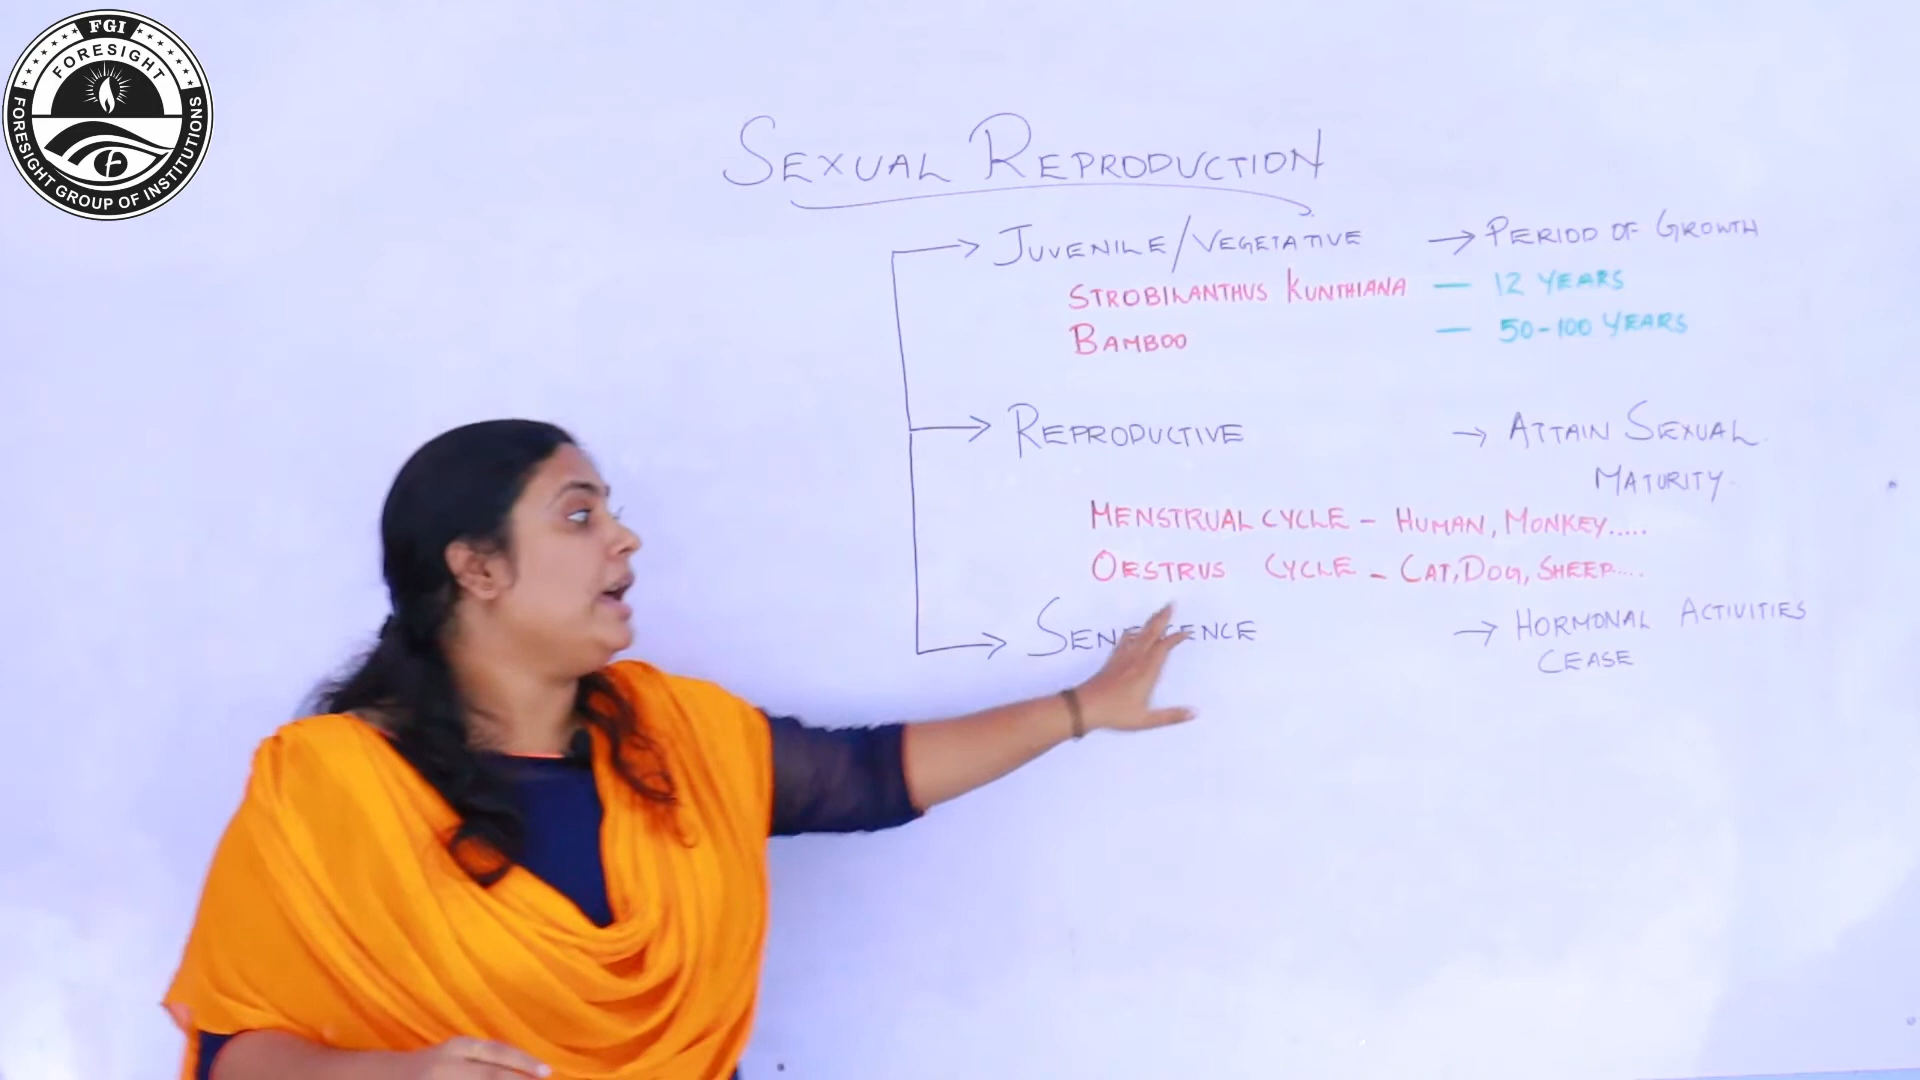 FGI
FORESIGHT
FORESIGHT GROUP OF INSTITUTIONS
SEXUAL REPRODUCTION
JUVENILE/VEGETATIVE → PERIOD OF GROWTH
STROBILANTHUS KUNTHIANA — 12 YEARS
BAMBOO — 50-100 YEARS
REPRODUCTIVE → ATTAIN SEXUAL
MATURITY
MENSTRUAL CYCLE - HUMAN, MONKEY.....
OESTRUS CYCLE - CAT, DOG, SHEEP....
SENESCENCE → HORMONAL ACTIVITIES
CEASE